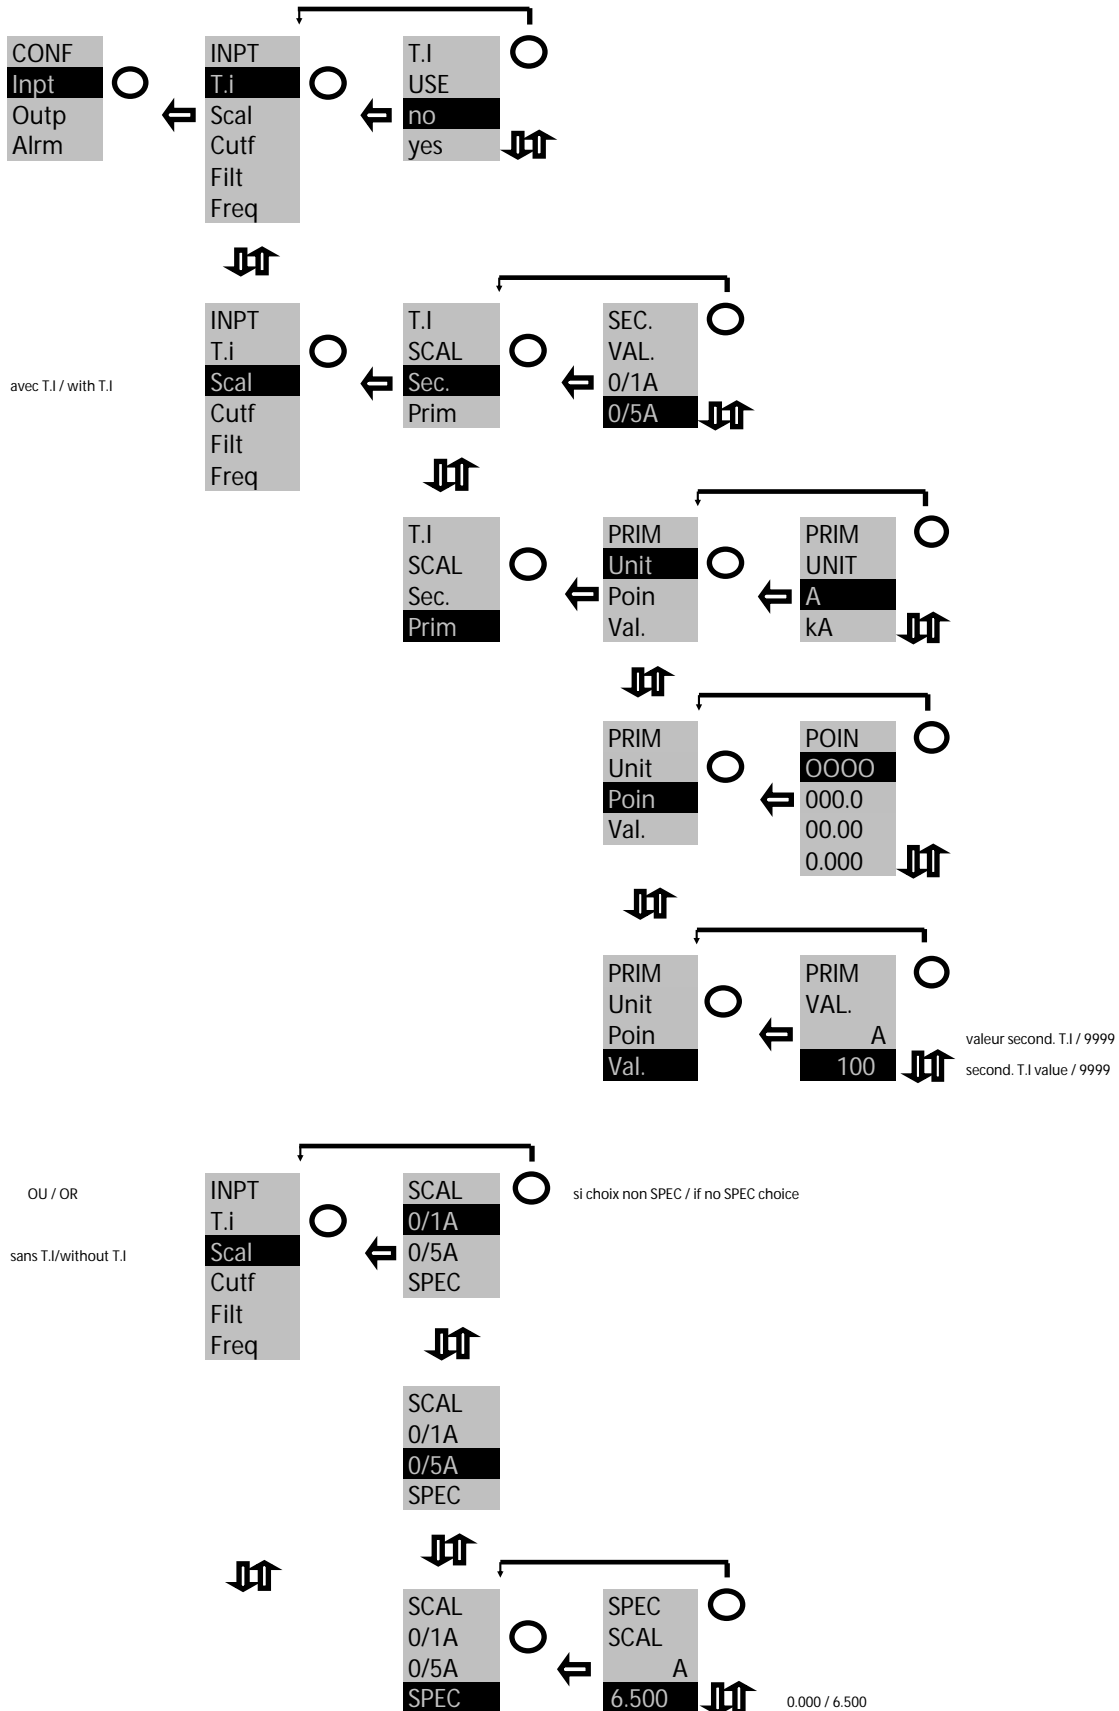 CONF
Inpt
Outp
Alrm
INPT
T.i
Scal
Cutf
Filt
Freq
T.I
USE
no
yes
avec T.I / with T.I
INPT
T.i
Scal
Cutf
Filt
Freq
T.I
SCAL
Sec.
Prim
SEC.
VAL.
0/1A
0/5A
T.I
SCAL
Sec.
Prim
PRIM
Unit
Poin
Val.
PRIM
UNIT
A
kA
PRIM
Unit
Poin
Val.
POIN
OOOO
000.0
00.00
0.000
PRIM
Unit
Poin
Val.
PRIM
VAL.
A
100
valeur second. T.I / 9999
second. T.I value / 9999
OU / OR
sans T.I/without T.I
INPT
T.i
Scal
Cutf
Filt
Freq
SCAL
0/1A
0/5A
SPEC
si choix non SPEC / if no SPEC choice
SCAL
0/1A
0/5A
SPEC
SCAL
0/1A
0/5A
SPEC
SPEC
SCAL
A
6.500
0.000 / 6.500